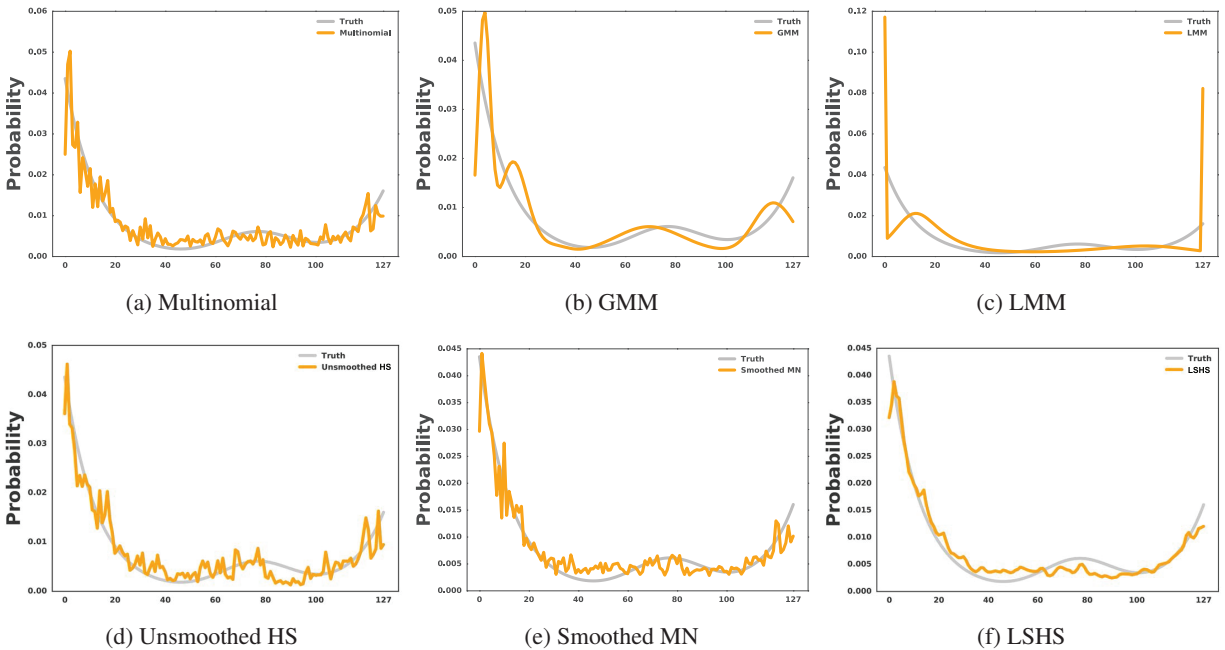 0.06
0.05
0.04
0.03
0.02
0.01
0.00
0 20 40 60 80 100 127
Probability
Truth
Multinomial
(a) Multinomial
0.05
0.04
0.03
0.02
0.01
0.00
0 20 40 60 80 100 127
Probability
Truth
GMM
(b) GMM
0.12
0.10
0.08
0.06
0.04
0.02
0.00
0 20 40 60 80 100 127
Probability
Truth
LMM
(c) LMM
0.05
0.04
0.03
0.02
0.01
0.00
0 20 40 60 80 100 127
Probability
Truth
Unsmoothed HS
(d) Unsmoothed HS
0.045
0.040
0.035
0.030
0.025
0.020
0.015
0.010
0.005
0.000
0 20 40 60 80 100 127
Probability
Truth
Smoothed MN
(e) Smoothed MN
0.045
0.040
0.035
0.030
0.025
0.020
0.015
0.010
0.005
0.000
0 20 40 60 80 100 127
Probability
Truth
LSHS
(f) LSHS